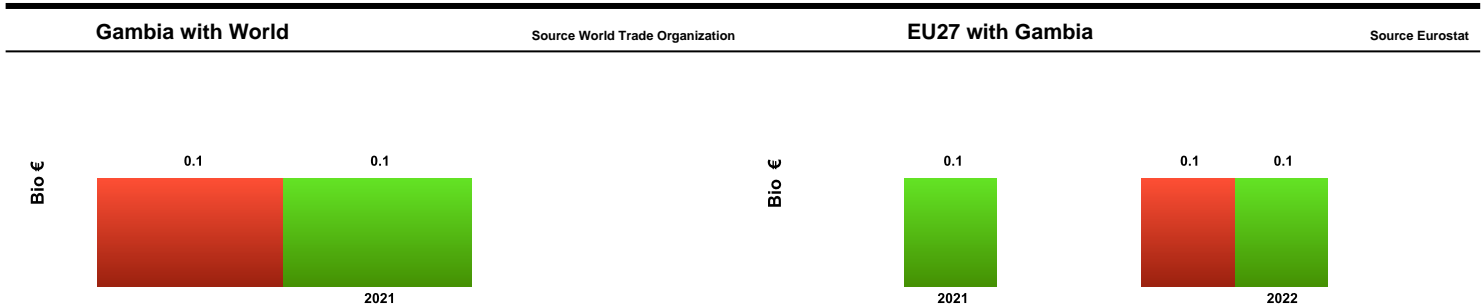 Gambia with World
Source World Trade Organization
Bio €
0.1 0.1
2021
EU27 with Gambia
Source Eurostat
Bio €
0.1 0.1 0.1
2021 2022